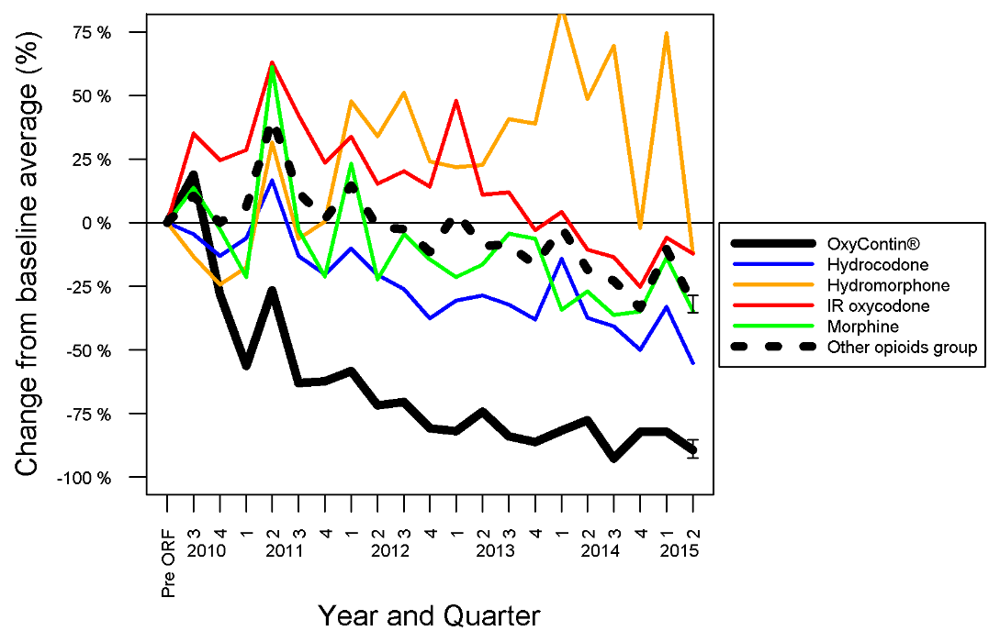 Change from baseline average (%)
75 %
50 %
25 %
0 %
-25 %
-50 %
-75 %
-100 %
Pre ORF 3 4 1 2 3 4 1 2 3 4 1 2 3 4 1 2 3 4 1 2
2010 2011 2012 2013 2014 2015
Year and Quarter
OxyContin®
Hydrocodone
Hydromorphone
IR oxycodone
Morphine
Other opioids group